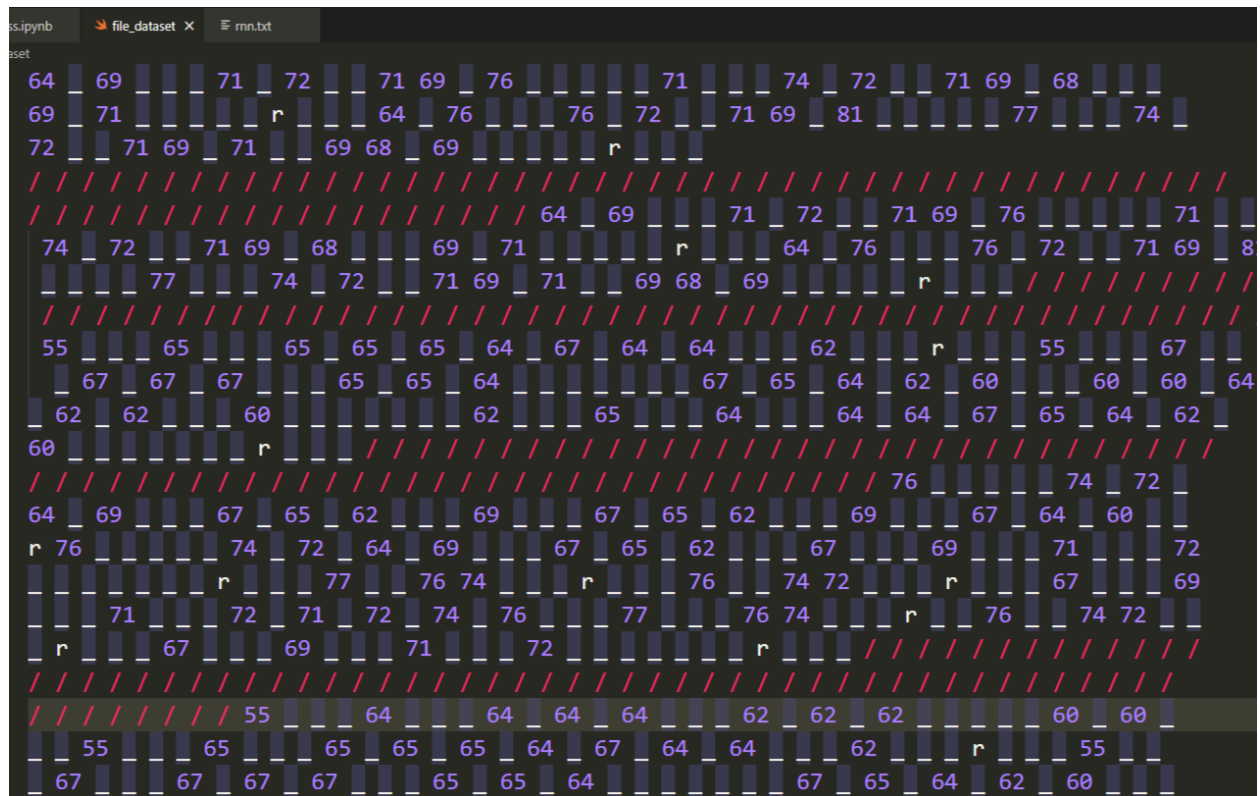 ss.ipynb file_dataset × rnn.txt
aset
64 _ 69 _ _ _ 71 _ 72 _ _ 71 69 _ 76 _ _ _ _ _ 71 _ _ _ 74 _ 72 _ _ 71 69 _ 68 _ _ _
69 _ 71 _ _ _ _ _ r _ _ _ 64 _ 76 _ _ _ 76 _ 72 _ _ 71 69 _ 81 _ _ _ _ _ 77 _ _ _ 74 _
72 _ _ 71 69 _ 71 _ _ 69 68 _ 69 _ _ _ _ _ r _ _ _
/ / / / / / / / / / / / / / / / / / / / / / / / / / / / / / / / / / / / / / / / / / / / /
/ / / / / / / / / / / / / / / / / / / 64 _ 69 _ _ _ 71 _ 72 _ _ 71 69 _ 76 _ _ _ _ _ 71 _ _
74 _ 72 _ _ 71 69 _ 68 _ _ _ 69 _ 71 _ _ _ _ _ r _ _ _ 64 _ 76 _ _ _ 76 _ 72 _ _ 71 69 _ 81
_ _ _ _ 77 _ _ _ 74 _ 72 _ _ 71 69 _ 71 _ _ 69 68 _ 69 _ _ _ _ _ r _ _ _ / / / / / / / / /
/ / / / / / / / / / / / / / / / / / / / / / / / / / / / / / / / / / / / / / / / / / / / /
55 _ _ _ 65 _ _ _ 65 _ 65 _ 65 _ 64 _ 67 _ 64 _ 64 _ _ _ 62 _ _ _ r _ _ _ 55 _ _ _ 67 _ _
_ 67 _ 67 _ 67 _ _ _ 65 _ 65 _ 64 _ _ _ _ _ _ _ 67 _ 65 _ 64 _ 62 _ 60 _ _ _ 60 _ 60 _ 64
_ 62 _ 62 _ _ _ 60 _ _ _ _ _ _ _ 62 _ _ _ 65 _ _ _ 64 _ _ _ 64 _ 64 _ 67 _ 65 _ 64 _ 62 _
60 _ _ _ _ _ _ _ r _ _ _ / / / / / / / / / / / / / / / / / / / / / / / / / / / / / / / /
/ / / / / / / / / / / / / / / / / / / / / / / / / / / / / / / / 76 _ _ _ _ _ 74 _ 72 _
64 _ 69 _ _ _ 67 _ 65 _ 62 _ _ _ 69 _ _ _ 67 _ 65 _ 62 _ _ _ 69 _ _ _ 67 _ 64 _ 60 _ _
r 76 _ _ _ _ _ 74 _ 72 _ 64 _ 69 _ _ _ 67 _ 65 _ 62 _ _ _ 67 _ _ _ 69 _ _ _ 71 _ _ _ 72
_ _ _ _ _ _ _ r _ _ _ 77 _ _ 76 74 _ _ _ r _ _ _ 76 _ _ 74 72 _ _ _ r _ _ _ 67 _ _ _ 69
_ _ _ 71 _ _ _ 72 _ 71 _ 72 _ 74 _ 76 _ _ _ 77 _ _ _ 76 74 _ _ _ r _ _ 76 _ _ 74 72 _ _
_ r _ _ _ 67 _ _ _ 69 _ _ _ 71 _ _ _ 72 _ _ _ _ _ _ _ r _ _ _ / / / / / / / / / / / / /
/ / / / / / / / / / / / / / / / / / / / / / / / / / / / / / / / / / / / / / / / / / /
/ / / / / / / / 55 _ _ _ 64 _ _ _ 64 _ 64 _ 64 _ _ _ 62 _ 62 _ 62 _ _ _ _ _ 60 _ 60 _
_ _ 55 _ _ _ 65 _ _ _ 65 _ 65 _ 65 _ 64 _ 67 _ 64 _ 64 _ _ _ 62 _ _ _ r _ _ _ 55 _ _
_ 67 _ _ _ 67 _ 67 _ 67 _ _ _ 65 _ 65 _ 64 _ _ _ _ _ _ _ 67 _ 65 _ 64 _ 62 _ 60 _ _ _